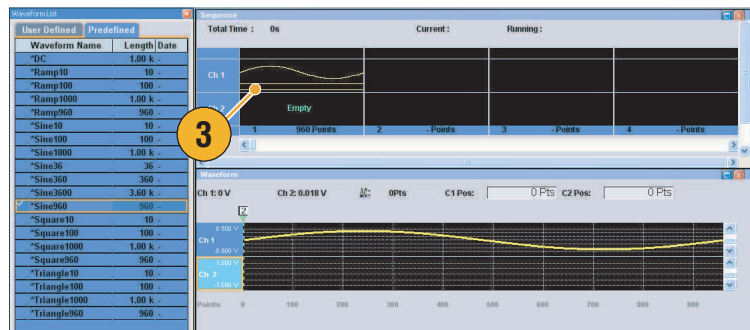 Waveform List
User Defined Predefined
Waveform Name Length Date
*DC 1.00 k -
*Ramp10 10 -
*Ramp100 100 -
*Ramp1000 1.00 k -
*Ramp960 960 -
*Sine10 10 -
*Sine100 100 -
*Sine1000 1.00 k -
*Sine36 36 -
*Sine360 360 -
*Sine3600 3.60 k -
*Sine960 960 -
*Square10 10 -
*Square100 100 -
*Square1000 1.00 k -
*Square960 960 -
*Triangle10 10 -
*Triangle100 100 -
*Triangle1000 1.00 k -
*Triangle960 960 -
Sequence
Total Time : 0s Current : Running :
Ch 1
Ch 2 Empty
3
1 960 Points 2 - Points 3 - Points 4 - Points
Waveform
Ch 1: 0 V Ch 2: 0.018 V ΔC: 0Pts C1 Pos: 0 Pts C2 Pos: 0 Pts
2
0.800 V
Ch 1
-0.800 V
1.000 V
Ch 2
-1.000 V
Points 0 100 200 300 400 500 600 700 800 900